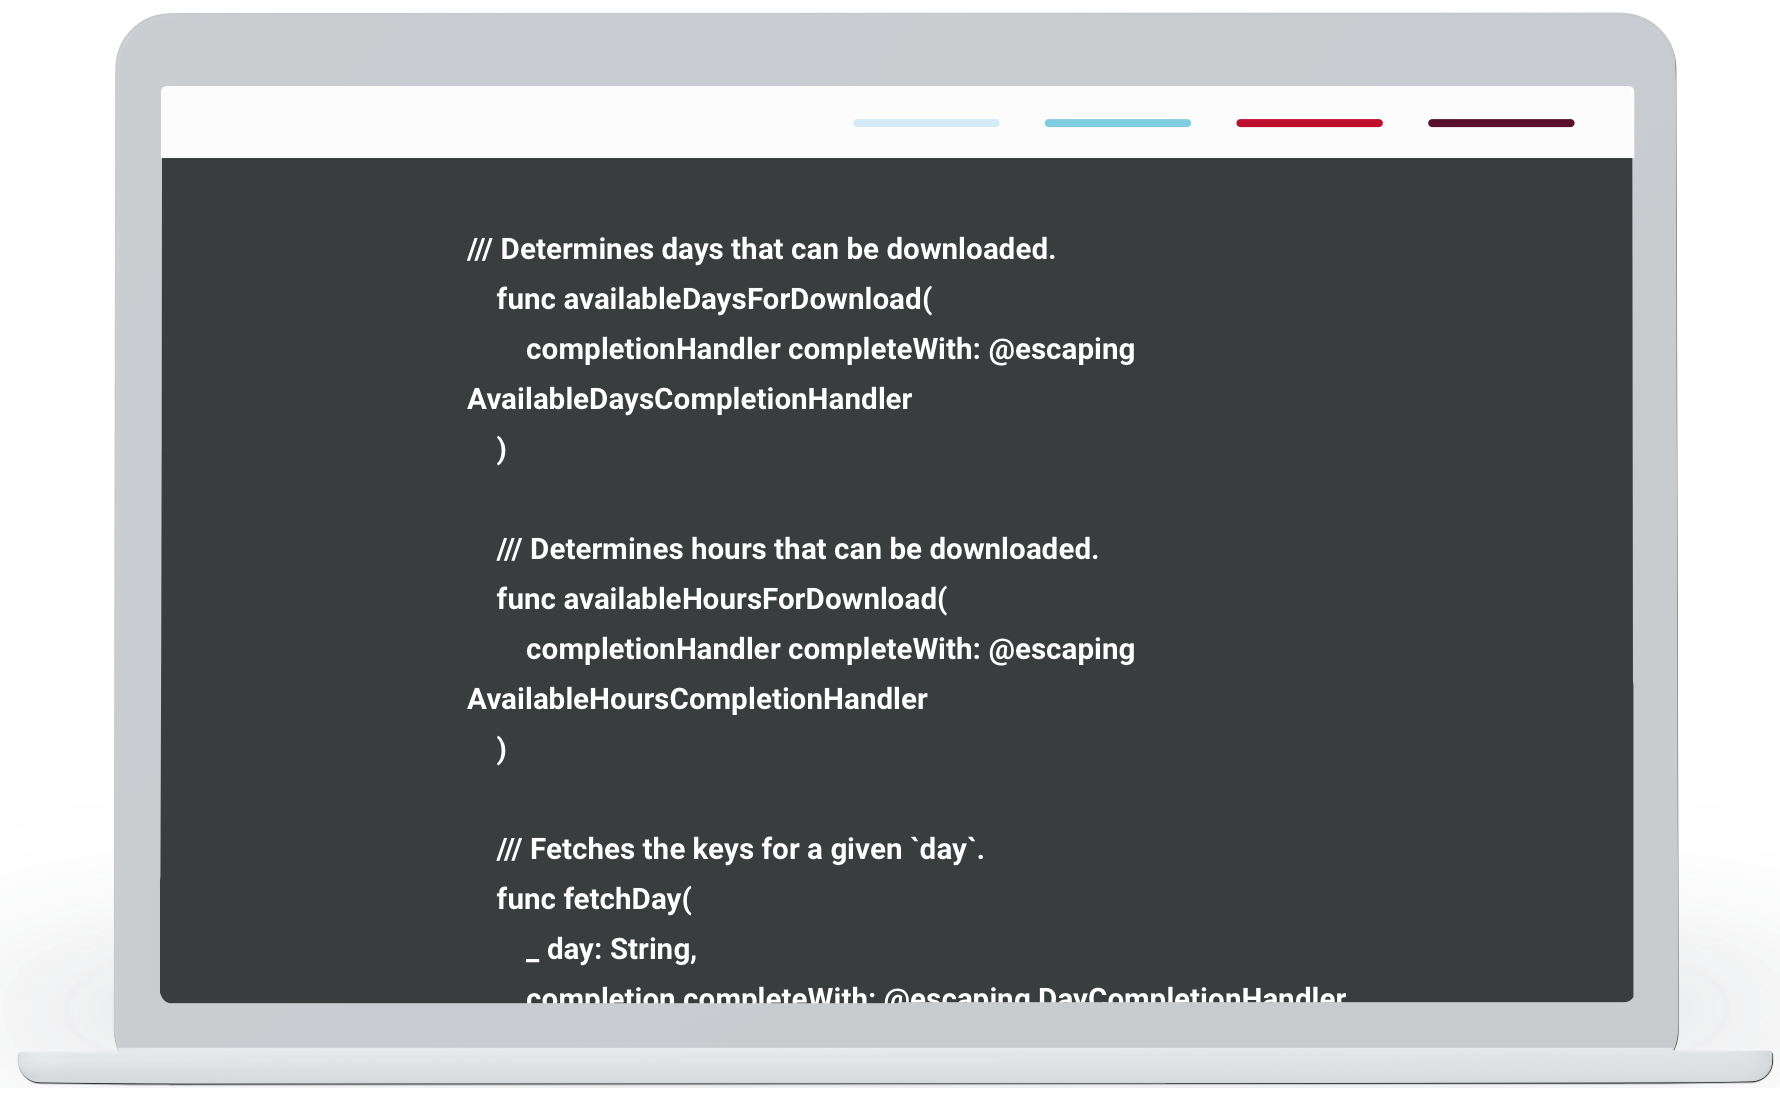 /// Determines days that can be downloaded.
func availableDaysForDownload(
completionHandler completeWith: @escaping
AvailableDaysCompletionHandler
)
/// Determines hours that can be downloaded.
func availableHoursForDownload(
completionHandler completeWith: @escaping
AvailableHoursCompletionHandler
)
/// Fetches the keys for a given `day`.
func fetchDay(
_ day: String,
completion completeWith: @escaping DayCompletionHandler